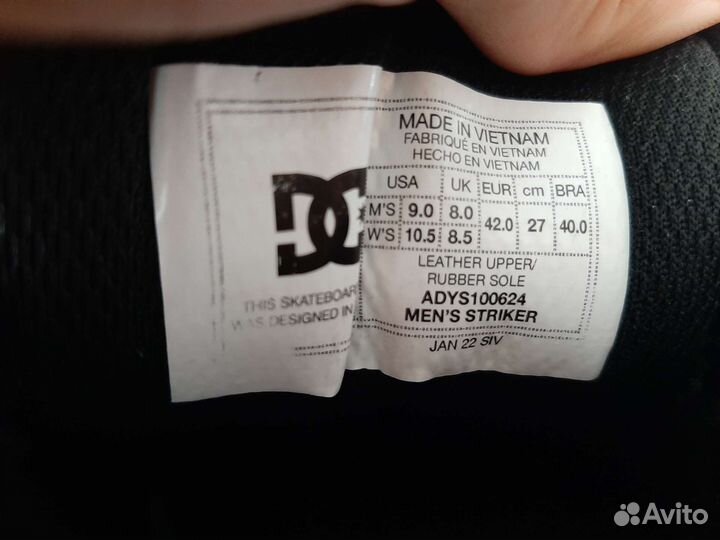 MADE IN VIETNAM
FABRIQUÉ EN VIETNAM
HECHO EN VIETNAM
USA UK EUR cm BRA
M'S 9.0 8.0 42.0 27 40.0
W'S 10.5 8.5
LEATHER UPPER/
RUBBER SOLE
ADYS100624
MEN'S STRIKER
JAN 22 SIV
DC
THIS SKATEBOAR
WAS DESIGNED IN
Avito